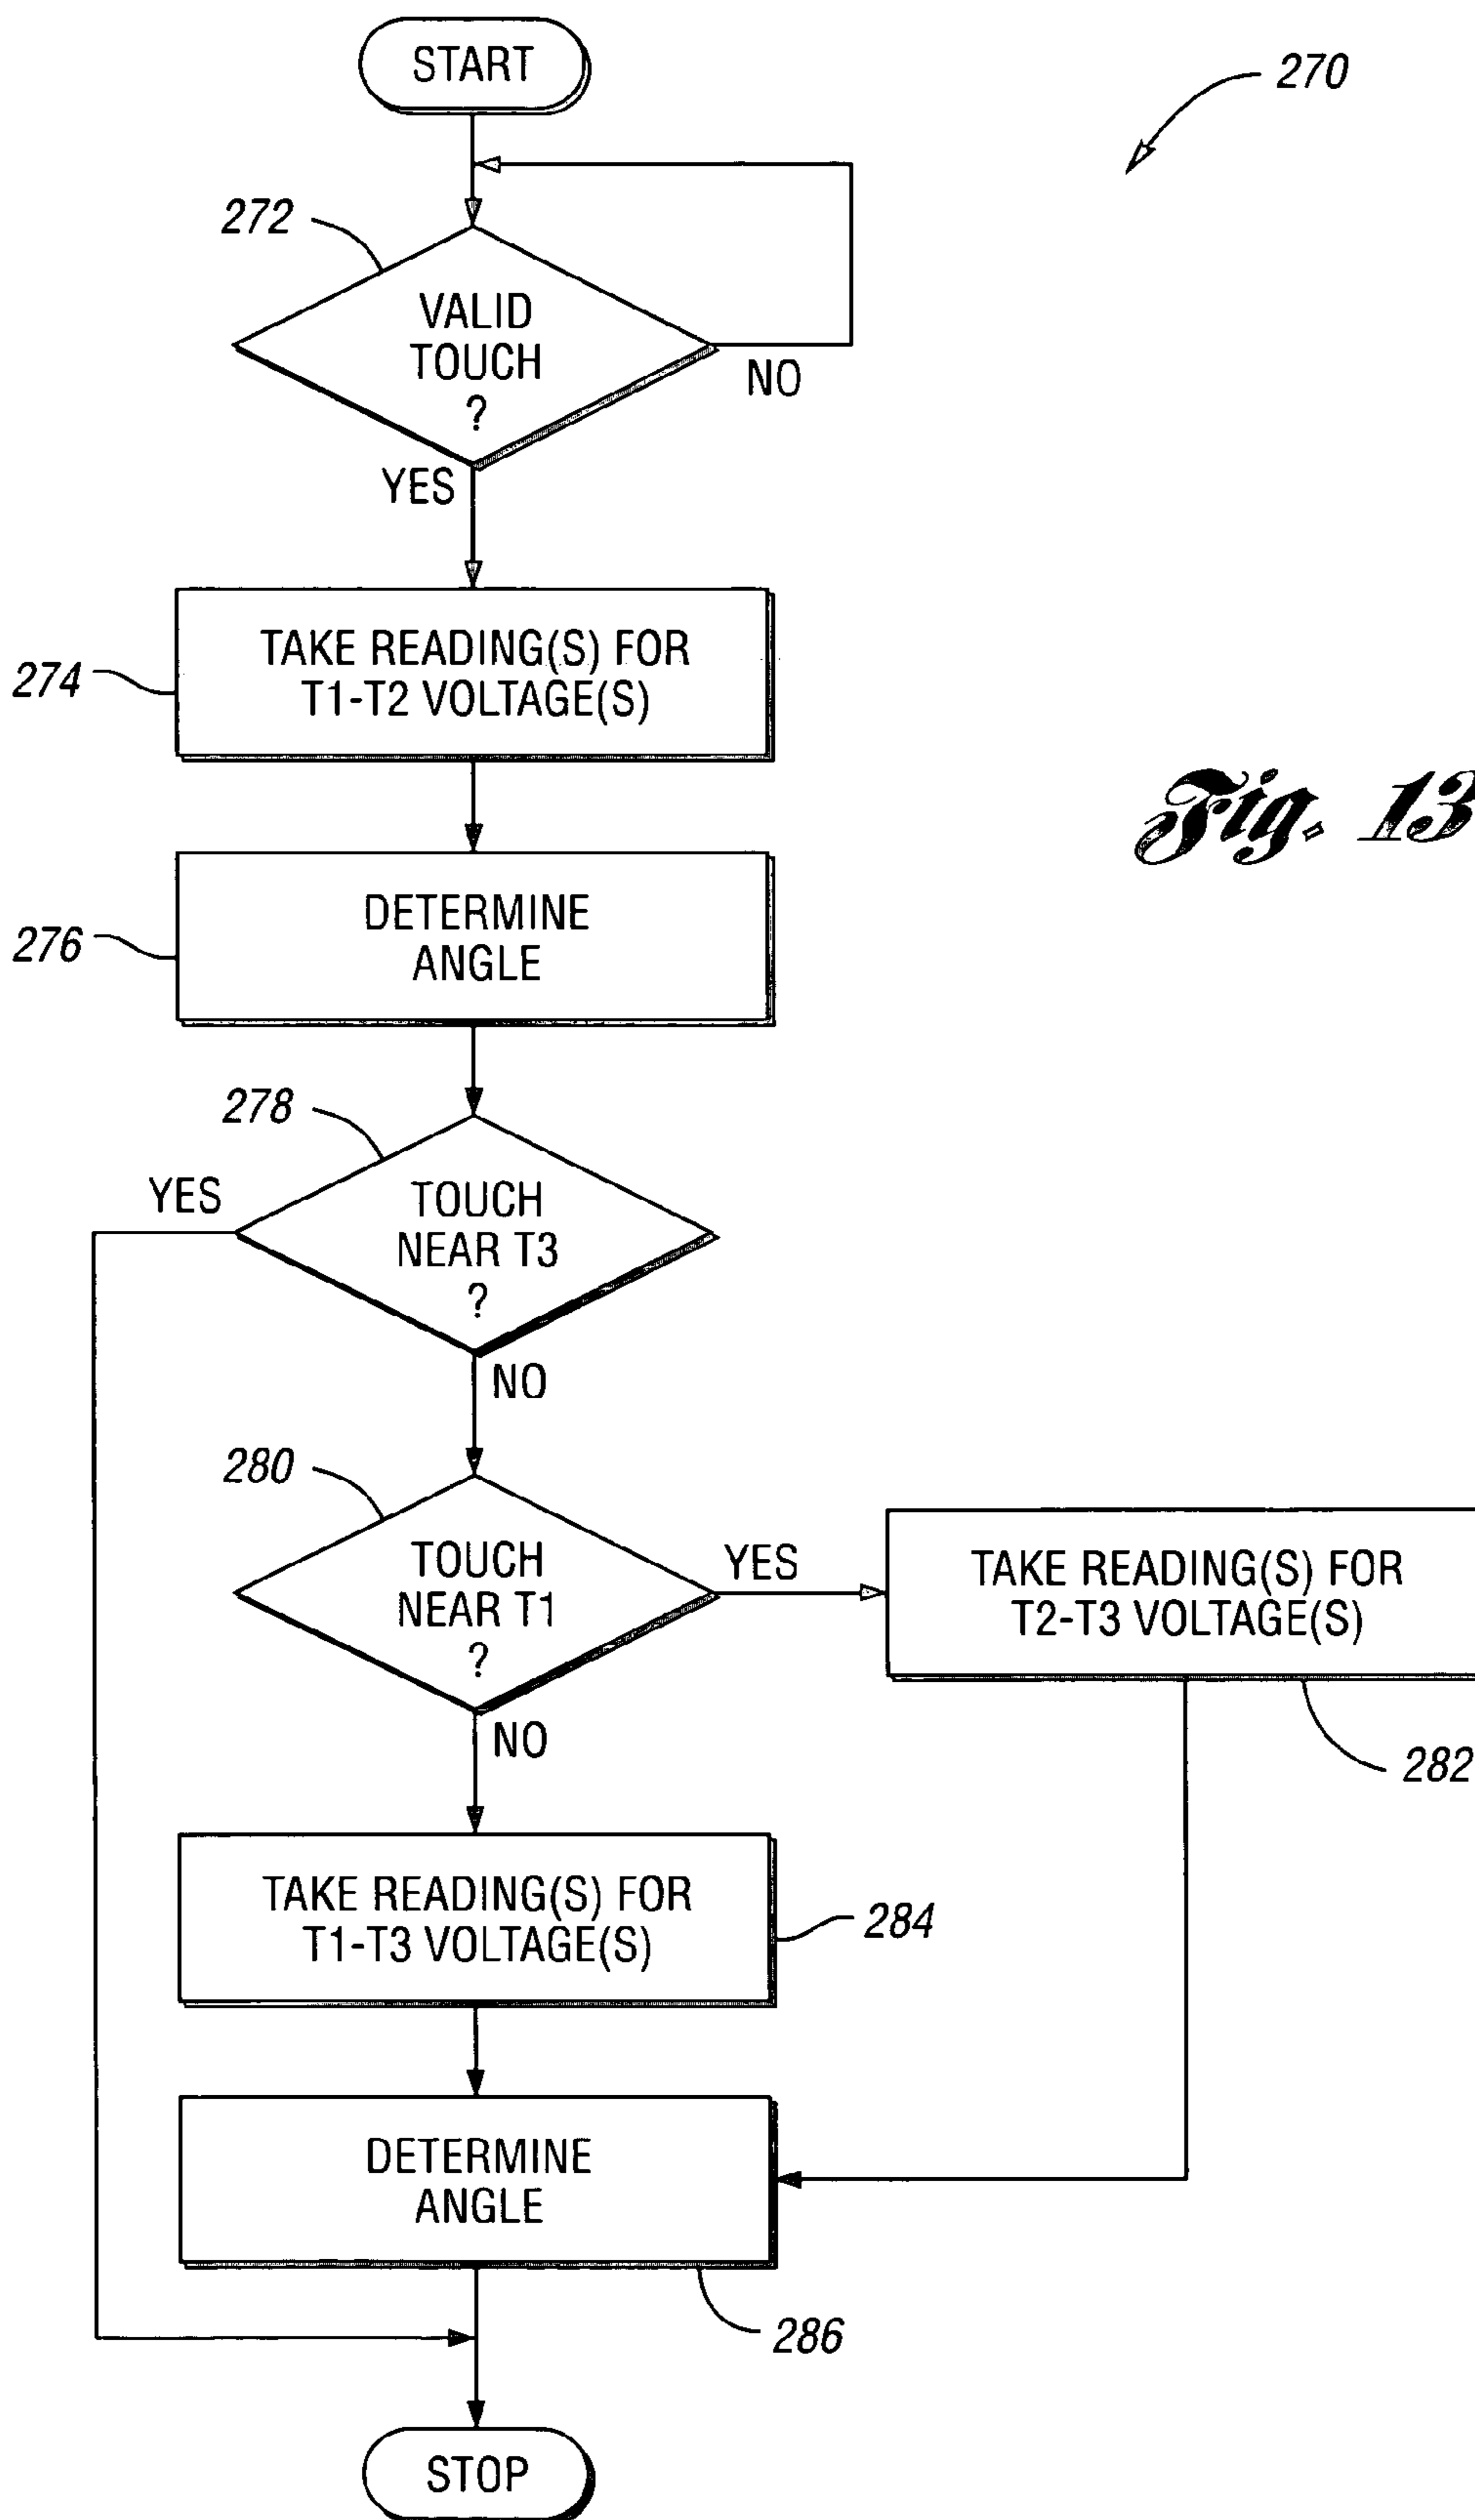 START
270
272
VALID
TOUCH
?
NO
YES
274
TAKE READING(S) FOR
T1-T2 VOLTAGE(S)
Fig. 13
276
DETERMINE
ANGLE
278
YES
TOUCH
NEAR T3
?
NO
280
TOUCH
NEAR T1
?
YES
TAKE READING(S) FOR
T2-T3 VOLTAGE(S)
NO
282
TAKE READING(S) FOR
T1-T3 VOLTAGE(S)
284
DETERMINE
ANGLE
286
STOP